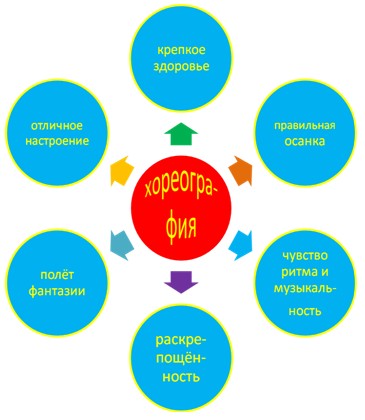 крепкое
здоровье
отличное
настроение
правильная
осанка
хореогра-
фия
полёт
фантазии
чувство
ритма и
музыкаль-
ность
раскре-
пощён-
ность